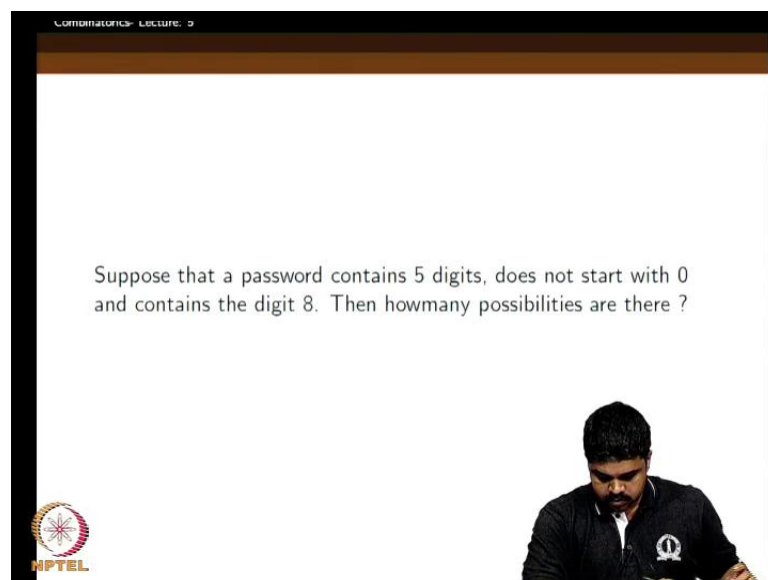 Combinatorics- Lecture: 5
Suppose that a password contains 5 digits, does not start with 0
and contains the digit 8. Then howmany possibilities are there ?
NPTEL